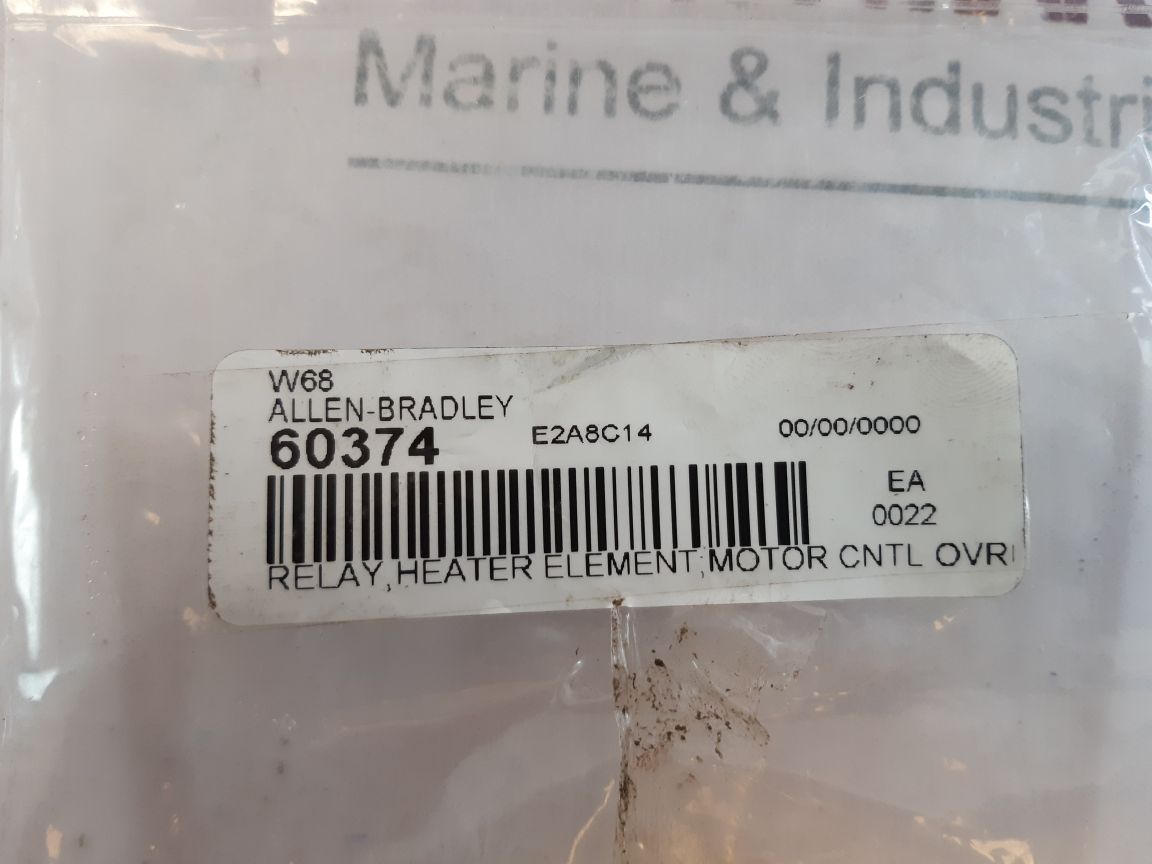 Marine & Industri
W68
ALLEN-BRADLEY
60374 E2A8C14 00/00/0000
EA
0022
RELAY,HEATER ELEMENT,MOTOR CNTL OVR